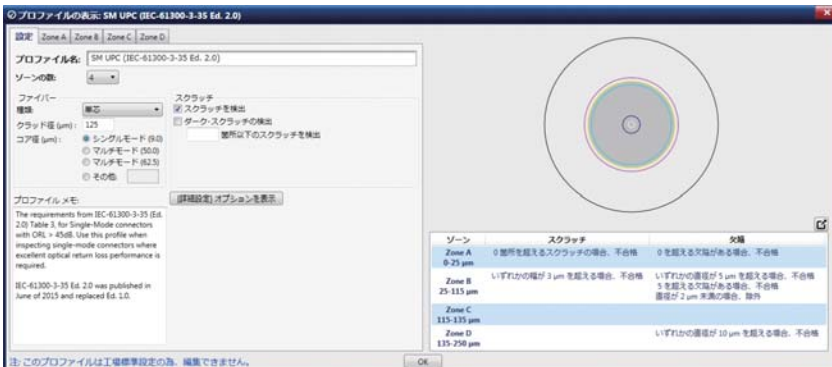 プロファイルの表示: SM UPC (IEC-61300-3-35 Ed. 2.0)
設定 Zone A Zone B Zone C Zone D
プロファイル名: SM UPC (IEC-61300-3-35 Ed. 2.0)
ゾーンの数: 4
ファイバー
種類: 単芯
クラッド径 (μm): 125
コア径 (μm): シングルモード (9.0)
マルチモード (50.0)
マルチモード (62.5)
その他:
スクラッチ
スクラッチを検出
ダーク・スクラッチの検出
箇所以下のスクラッチを検出
プロファイル メモ:
The requirements from IEC-61300-3-35 (Ed.
2.0) Table 3, for Single-Mode connectors
with ORL > 45dB. Use this profile when
inspecting single-mode connectors where
excellent optical return loss performance is
required.
IEC-61300-3-35 Ed. 2.0 was published in
June of 2015 and replaced Ed. 1.0.
[詳細設定] オプションを表示
ゾーン スクラッチ 欠陥
Zone A
0-25 μm
0 箇所を超えるスクラッチの場合、不合格
0 を超える欠陥がある場合、不合格
Zone B
25-115 μm
いずれかの幅が 3 μm を超える場合、不合格
いずれかの直径が 5 μm を超える場合、不合格
5 を超える欠陥がある場合、不合格
直径が 2 μm 未満の場合、除外
Zone C
115-135 μm
Zone D
135-250 μm
いずれかの直径が 10 μm を超える場合、不合格
注: このプロファイルは工場標準設定の為、編集できません。
OK